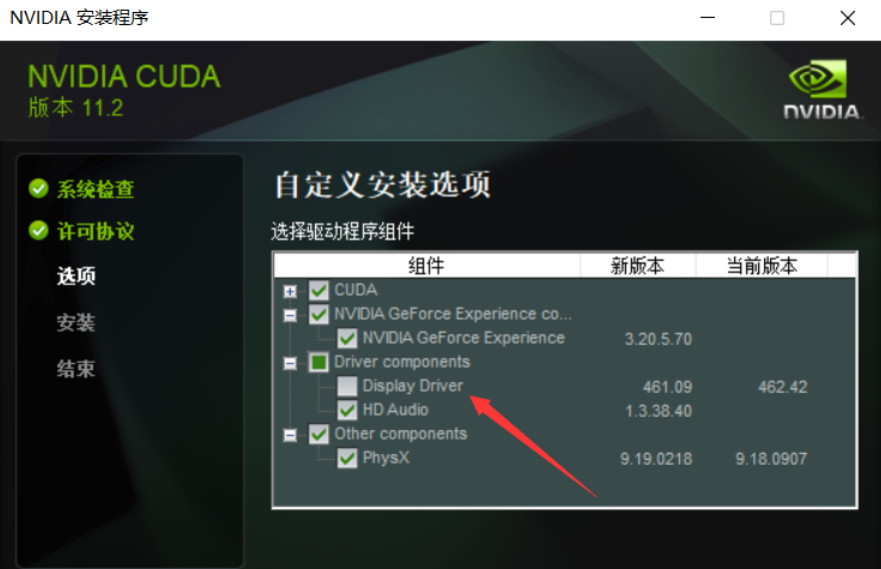 NVIDIA 安装程序
NVIDIA CUDA
版本 11.2
NVIDIA
系统检查
许可协议
选项
安装
结束
自定义安装选项
选择驱动程序组件
组件 新版本 当前版本
CUDA
NVIDIA GeForce Experience co...
NVIDIA GeForce Experience 3.20.5.70
Driver components
Display Driver 461.09 462.42
HD Audio 1.3.38.40
Other components
PhysX 9.19.0218 9.18.0907